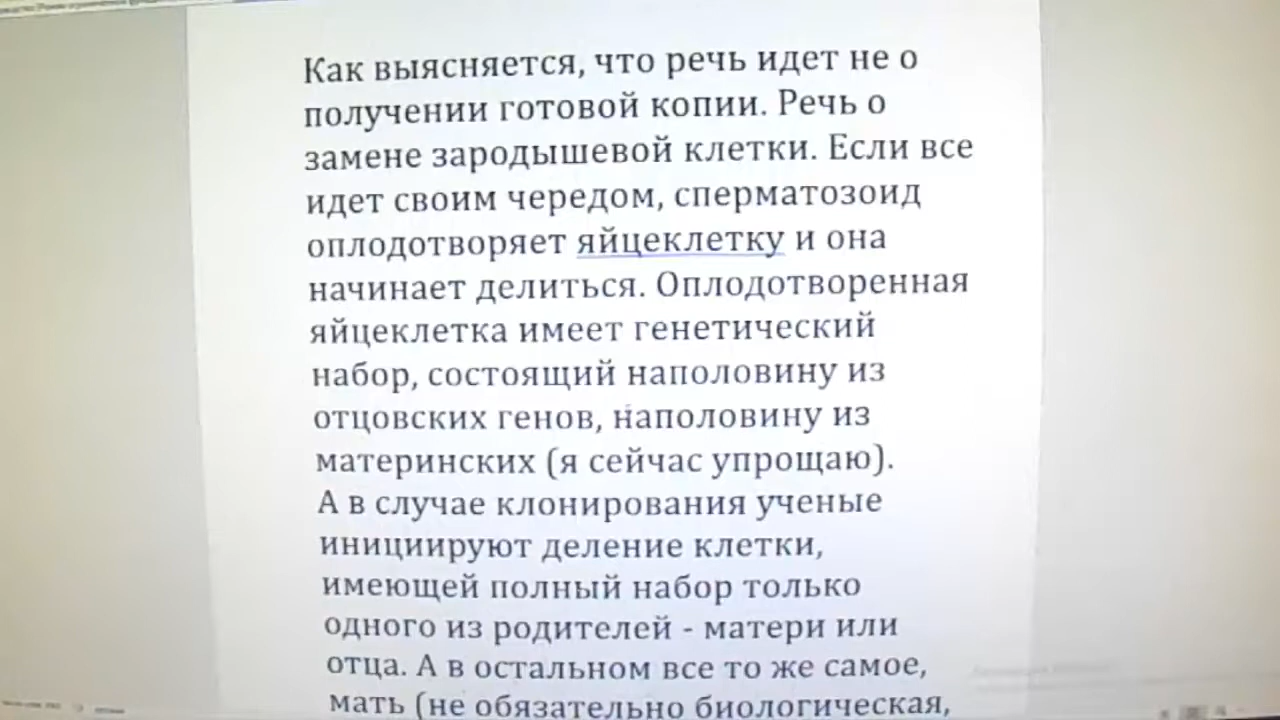 Как выясняется, что речь идет не о
получении готовой копии. Речь о
замене зародышевой клетки. Если все
идет своим чередом, сперматозоид
оплодотворяет яйцеклетку и она
начинает делиться. Оплодотворенная
яйцеклетка имеет генетический
набор, состоящий наполовину из
отцовских генов, наполовину из
материнских (я сейчас упрощаю).
А в случае клонирования ученые
инициируют деление клетки,
имеющей полный набор только
одного из родителей - матери или
отца. А в остальном все то же самое,
мать (не обязательно биологическая,